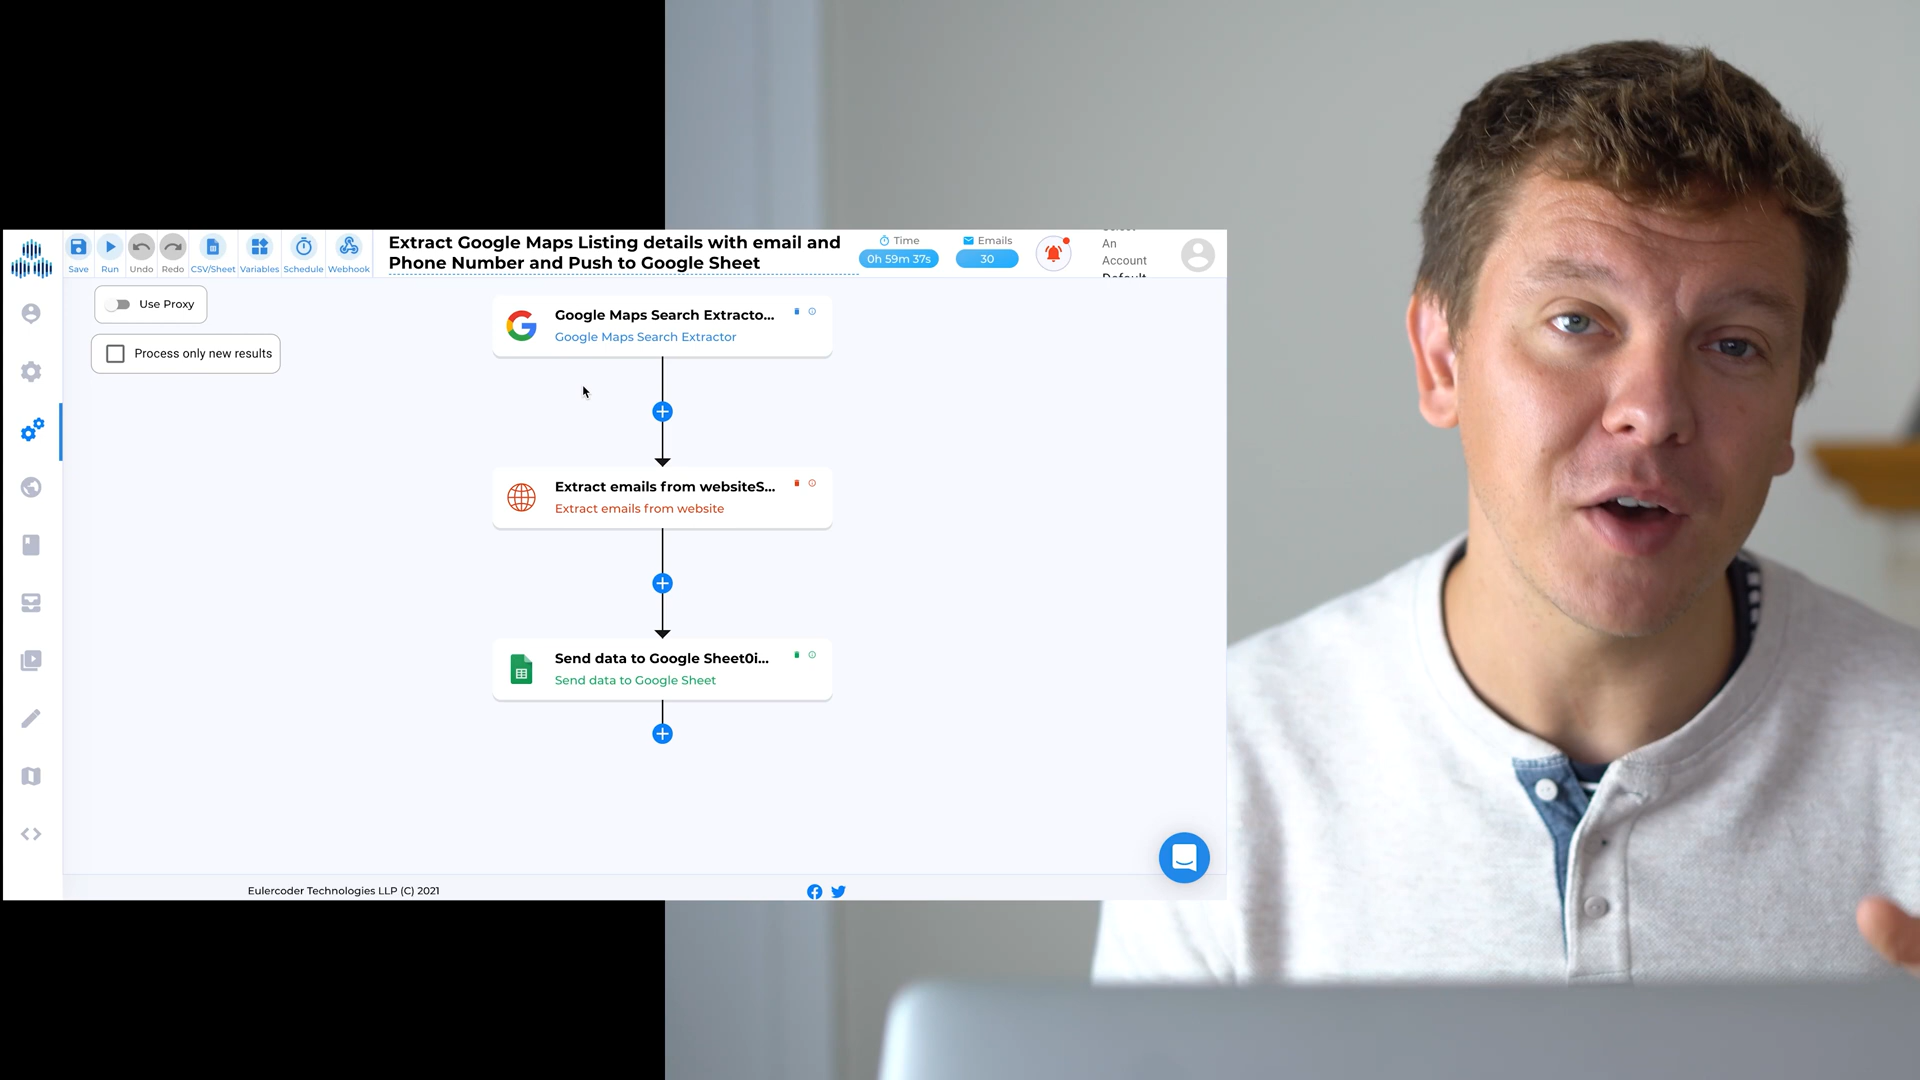 Save
Run
Undo
Redo
CSV/Sheet
Variables
Schedule
Webhook
Extract Google Maps Listing details with email and
Phone Number and Push to Google Sheet
Time
0h 59m 37s
Emails
30
An
Account
Default
Use Proxy
Process only new results
Google Maps Search Extracto...
Google Maps Search Extractor
Extract emails from websiteS...
Extract emails from website
Send data to Google Sheet0i...
Send data to Google Sheet
Eulercoder Technologies LLP (C) 2021